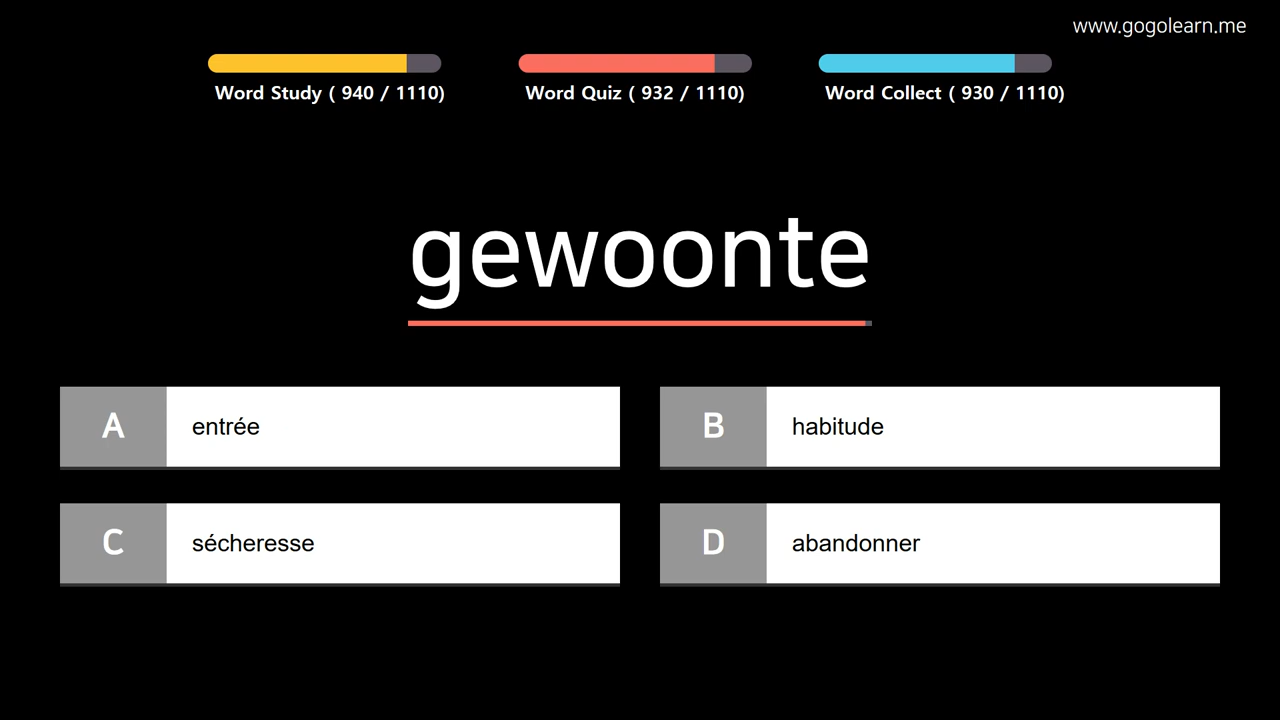 www.gogolearn.me
Word Study ( 940 / 1110)
Word Quiz ( 932 / 1110)
Word Collect ( 930 / 1110)
gewoonte
A entrée
B habitude
C sécheresse
D abandonner